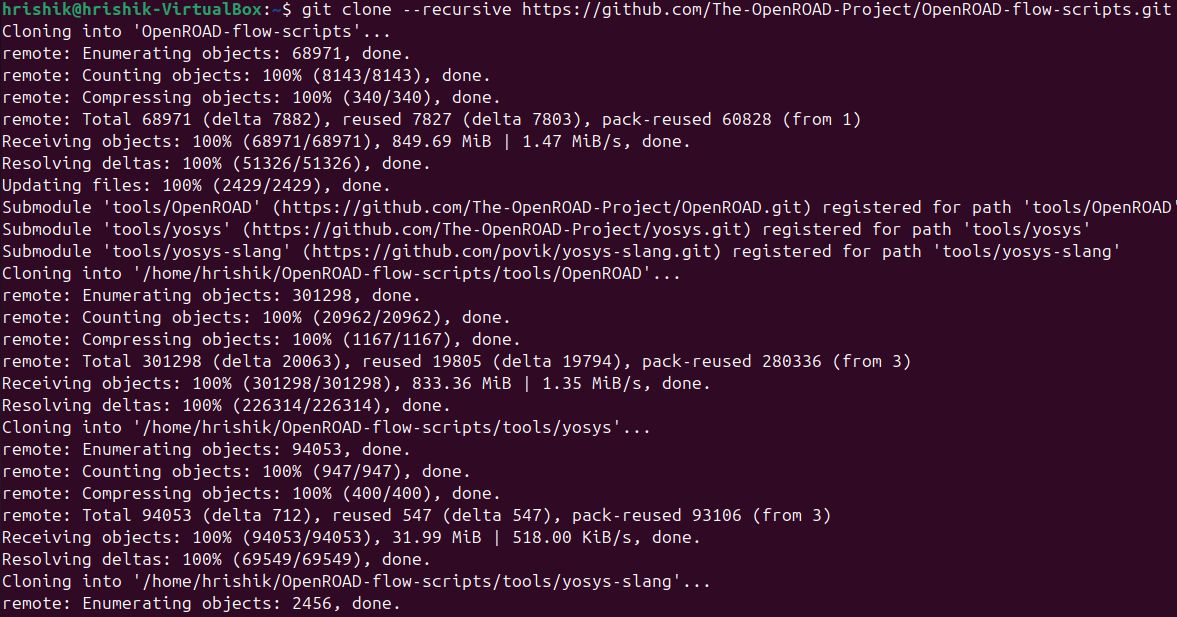 hrishik@hrishik-VirtualBox:~$ git clone --recursive https://github.com/The-OpenROAD-Project/OpenROAD-flow-scripts.git
Cloning into 'OpenROAD-flow-scripts'...
remote: Enumerating objects: 68971, done.
remote: Counting objects: 100% (8143/8143), done.
remote: Compressing objects: 100% (340/340), done.
remote: Total 68971 (delta 7882), reused 7827 (delta 7803), pack-reused 60828 (from 1)
Receiving objects: 100% (68971/68971), 849.69 MiB | 1.47 MiB/s, done.
Resolving deltas: 100% (51326/51326), done.
Updating files: 100% (2429/2429), done.
Submodule 'tools/OpenROAD' (https://github.com/The-OpenROAD-Project/OpenROAD.git) registered for path 'tools/OpenROAD'
Submodule 'tools/yosys' (https://github.com/The-OpenROAD-Project/yosys.git) registered for path 'tools/yosys'
Submodule 'tools/yosys-slang' (https://github.com/povik/yosys-slang.git) registered for path 'tools/yosys-slang'
Cloning into '/home/hrishik/OpenROAD-flow-scripts/tools/OpenROAD'...
remote: Enumerating objects: 301298, done.
remote: Counting objects: 100% (20962/20962), done.
remote: Compressing objects: 100% (1167/1167), done.
remote: Total 301298 (delta 20063), reused 19805 (delta 19794), pack-reused 280336 (from 3)
Receiving objects: 100% (301298/301298), 833.36 MiB | 1.35 MiB/s, done.
Resolving deltas: 100% (226314/226314), done.
Cloning into '/home/hrishik/OpenROAD-flow-scripts/tools/yosys'...
remote: Enumerating objects: 94053, done.
remote: Counting objects: 100% (947/947), done.
remote: Compressing objects: 100% (400/400), done.
remote: Total 94053 (delta 712), reused 547 (delta 547), pack-reused 93106 (from 3)
Receiving objects: 100% (94053/94053), 31.99 MiB | 518.00 KiB/s, done.
Resolving deltas: 100% (69549/69549), done.
Cloning into '/home/hrishik/OpenROAD-flow-scripts/tools/yosys-slang'...
remote: Enumerating objects: 2456, done.